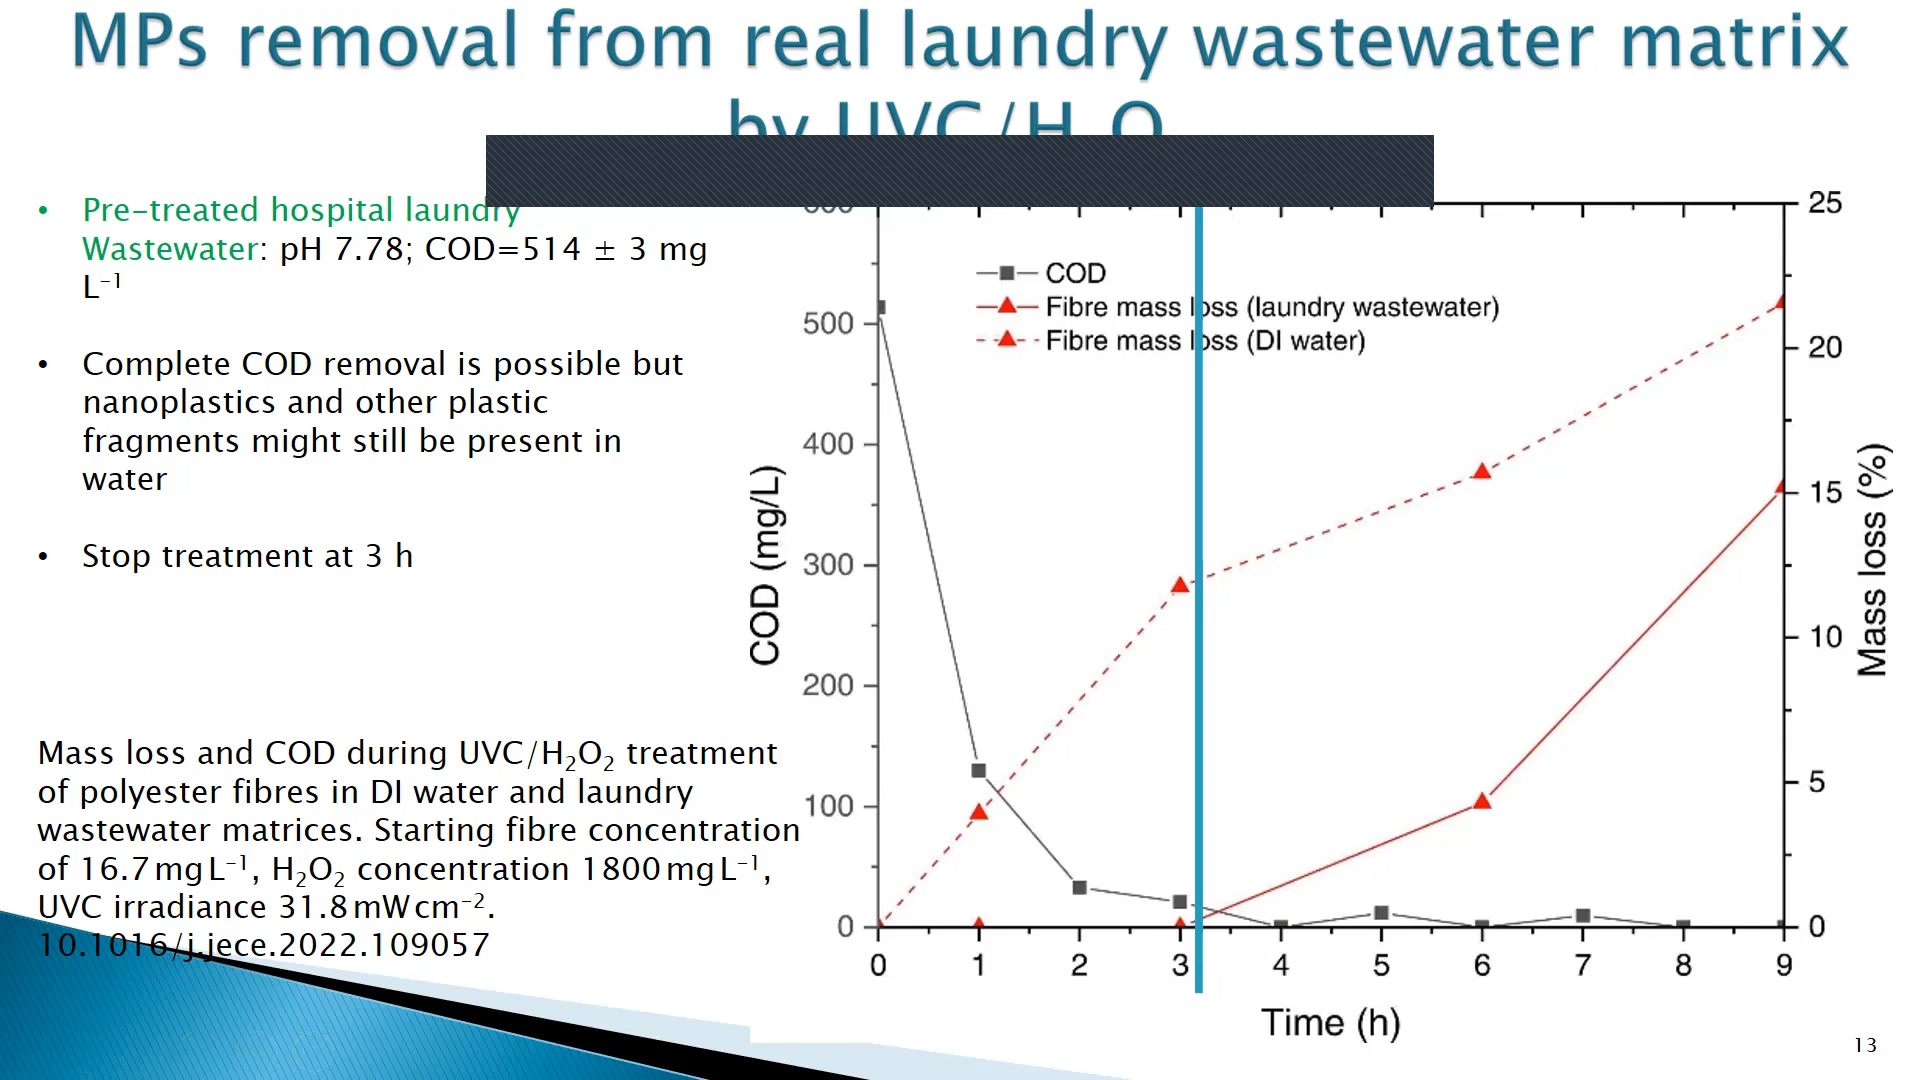 MPs removal from real laundry wastewater matrix
by UVC/H₂O
• Pre-treated hospital laundry
Wastewater: pH 7.78; COD=514 ± 3 mg
L⁻¹
• Complete COD removal is possible but
nanoplastics and other plastic
fragments might still be present in
water
• Stop treatment at 3 h
Mass loss and COD during UVC/H₂O₂ treatment
of polyester fibres in DI water and laundry
wastewater matrices. Starting fibre concentration
of 16.7 mg L⁻¹, H₂O₂ concentration 1800 mg L⁻¹,
UVC irradiance 31.8 mW cm⁻².
10.1016/j.jece.2022.109057
COD
Fibre mass loss (laundry wastewater)
Fibre mass loss (DI water)
COD (mg/L)
600
500
400
300
200
100
0
25
20
15
10
5
0
Mass loss (%)
0 1 2 3 4 5 6 7 8 9
Time (h)
13